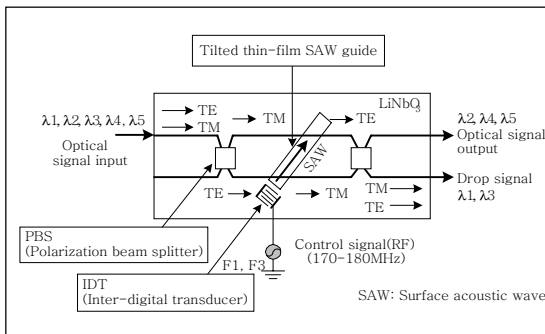 Tilted thin-film SAW guide
LiNbO3
TE
TM
TM
TE
λ1, λ2, λ3, λ4, λ5
Optical
signal input
λ2, λ4, λ5
Optical signal
output
SAW
TE
TM
TM
TE
Drop signal
λ1, λ3
PBS
(Polarization beam splitter)
Control signal(RF)
(170-180MHz)
F1, F3
IDT
(Inter-digital transducer)
SAW: Surface acoustic wave